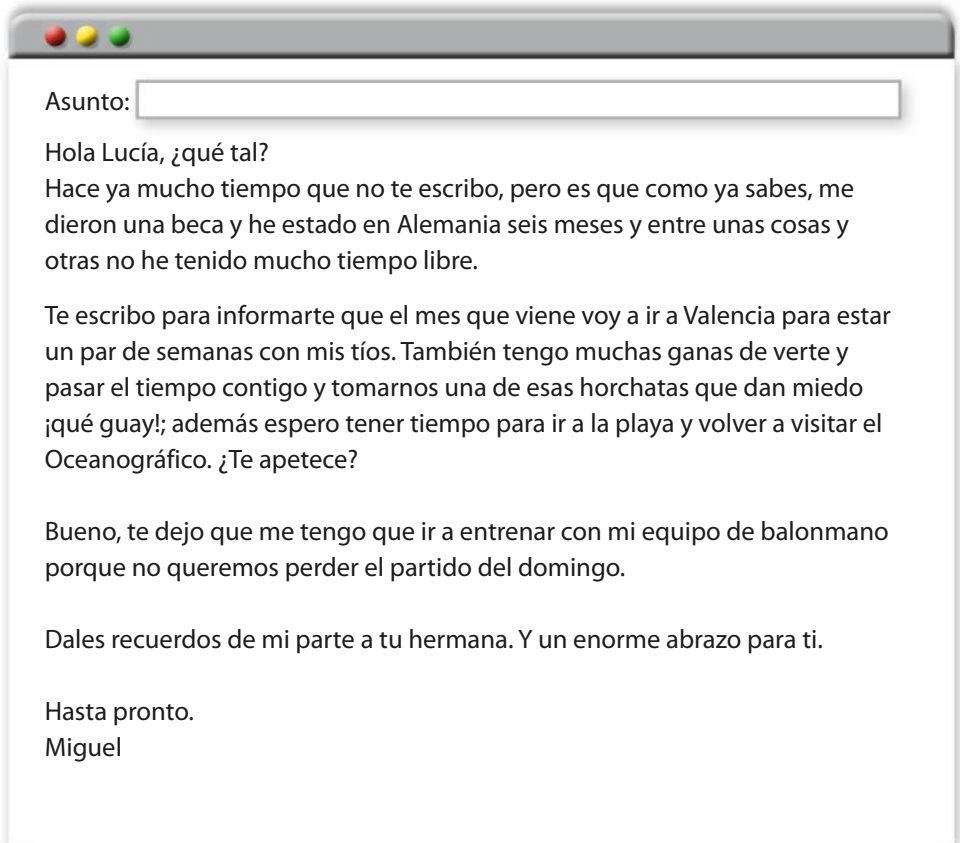 Asunto:
Hola Lucía, ¿qué tal?
Hace ya mucho tiempo que no te escribo, pero es que como ya sabes, me
dieron una beca y he estado en Alemania seis meses y entre unas cosas y
otras no he tenido mucho tiempo libre.
Te escribo para informarte que el mes que viene voy a ir a Valencia para estar
un par de semanas con mis tíos. También tengo muchas ganas de verte y
pasar el tiempo contigo y tomarnos una de esas horchatas que dan miedo
¡qué guay!; además espero tener tiempo para ir a la playa y volver a visitar el
Oceanográfico. ¿Te apetece?
Bueno, te dejo que me tengo que ir a entrenar con mi equipo de balonmano
porque no queremos perder el partido del domingo.
Dales recuerdos de mi parte a tu hermana. Y un enorme abrazo para ti.
Hasta pronto.
Miguel